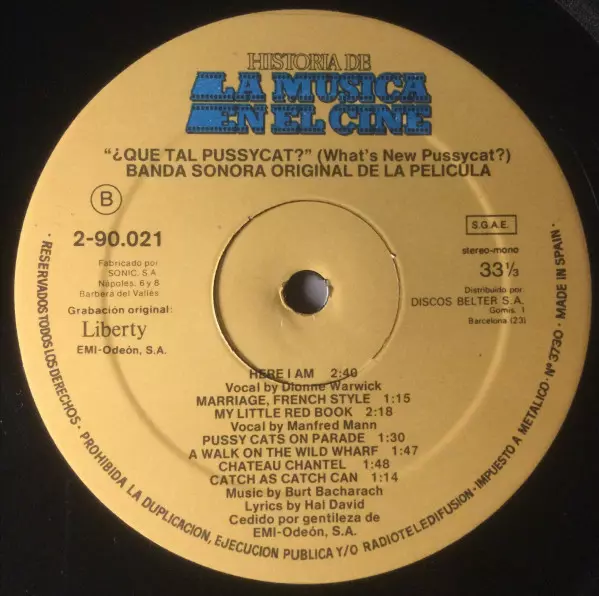 HISTORIA DE
LA MUSICA
EN EL CINE
"¿QUE TAL PUSSYCAT?" (What's New Pussycat?)
BANDA SONORA ORIGINAL DE LA PELICULA
B
2-90.021
Fabricado por
SONIC, S.A.
Nápoles, 6 y 8
Barberá del Vallés
Grabación original:
Liberty
EMI-Odeón, S.A.
S.G.A.E.
stereo-mono
33 1/3
Distribuido por
DISCOS BELTER S.A.
Gomis, 1
Barcelona (23)
HERE I AM 2:40
Vocal by Dionne Warwick
MARRIAGE, FRENCH STYLE 1:15
MY LITTLE RED BOOK 2:18
Vocal by Manfred Mann
PUSSY CATS ON PARADE 1:30
A WALK ON THE WILD WHARF 1:47
CHATEAU CHANTEL 1:48
CATCH AS CATCH CAN 1:14
Music by Burt Bacharach
Lyrics by Hal David
Cedido por gentileza de
EMI-Odeón, S.A.
· RESERVADOS TODOS LOS DERECHOS · PROHIBIDA LA DUPLICACION, EJECUCION PUBLICA Y/O RADIOTELEDIFUSION · IMPUESTO A METALICO · Nº 3730 · MADE IN SPAIN ·